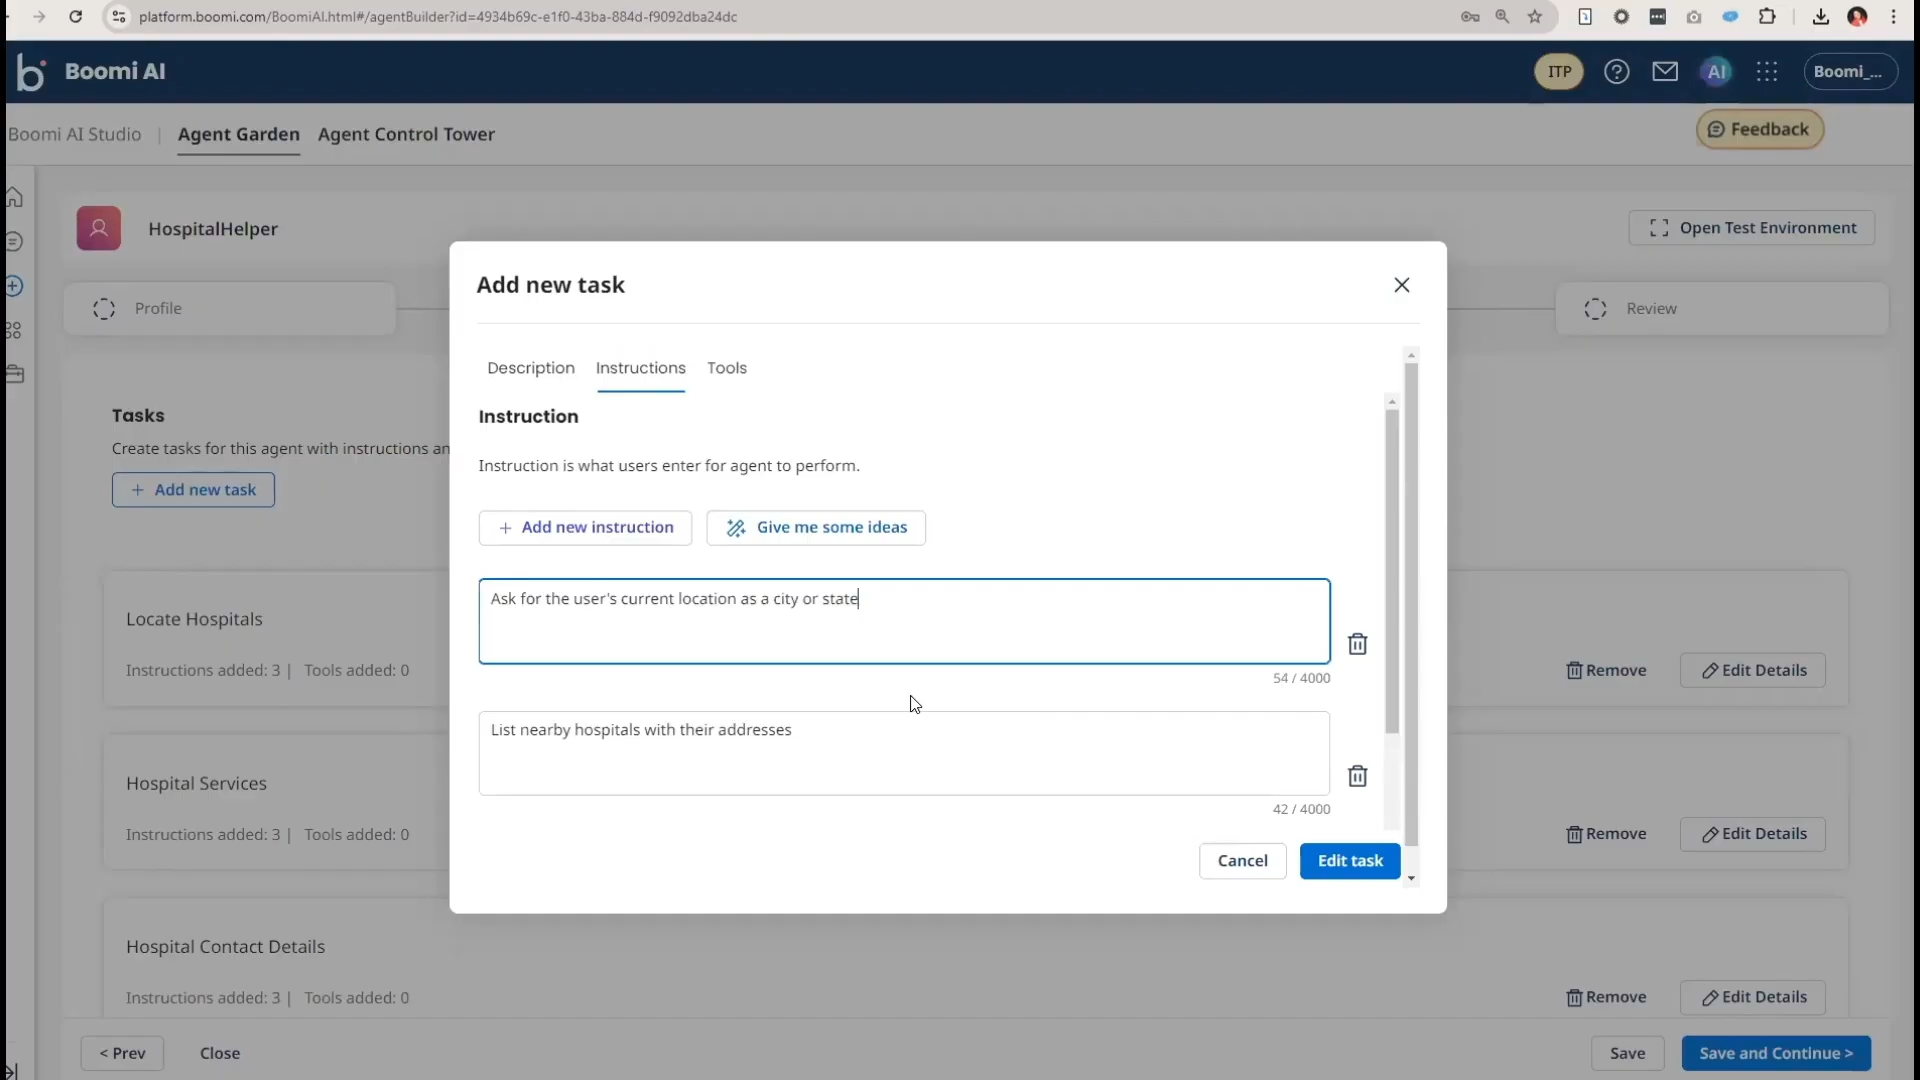 platform.boomi.com/BoomiAI.html#/agentBuilder?id=4934b69c-e1f0-43ba-884d-f9092dba24dc
b Boomi AI
ITP
AI
Boomi_...
Boomi AI Studio | Agent Garden Agent Control Tower
Feedback
HospitalHelper
Open Test Environment
Profile
Review
Tasks
Create tasks for this agent with instructions an
+ Add new task
Locate Hospitals
Instructions added: 3 | Tools added: 0
Remove
Edit Details
Hospital Services
Instructions added: 3 | Tools added: 0
Remove
Edit Details
Hospital Contact Details
Instructions added: 3 | Tools added: 0
Remove
Edit Details
Add new task
Description Instructions Tools
Instruction
Instruction is what users enter for agent to perform.
+ Add new instruction
Give me some ideas
Ask for the user's current location as a city or state
54 / 4000
List nearby hospitals with their addresses
42 / 4000
Cancel
Edit task
< Prev
Close
Save
Save and Continue >